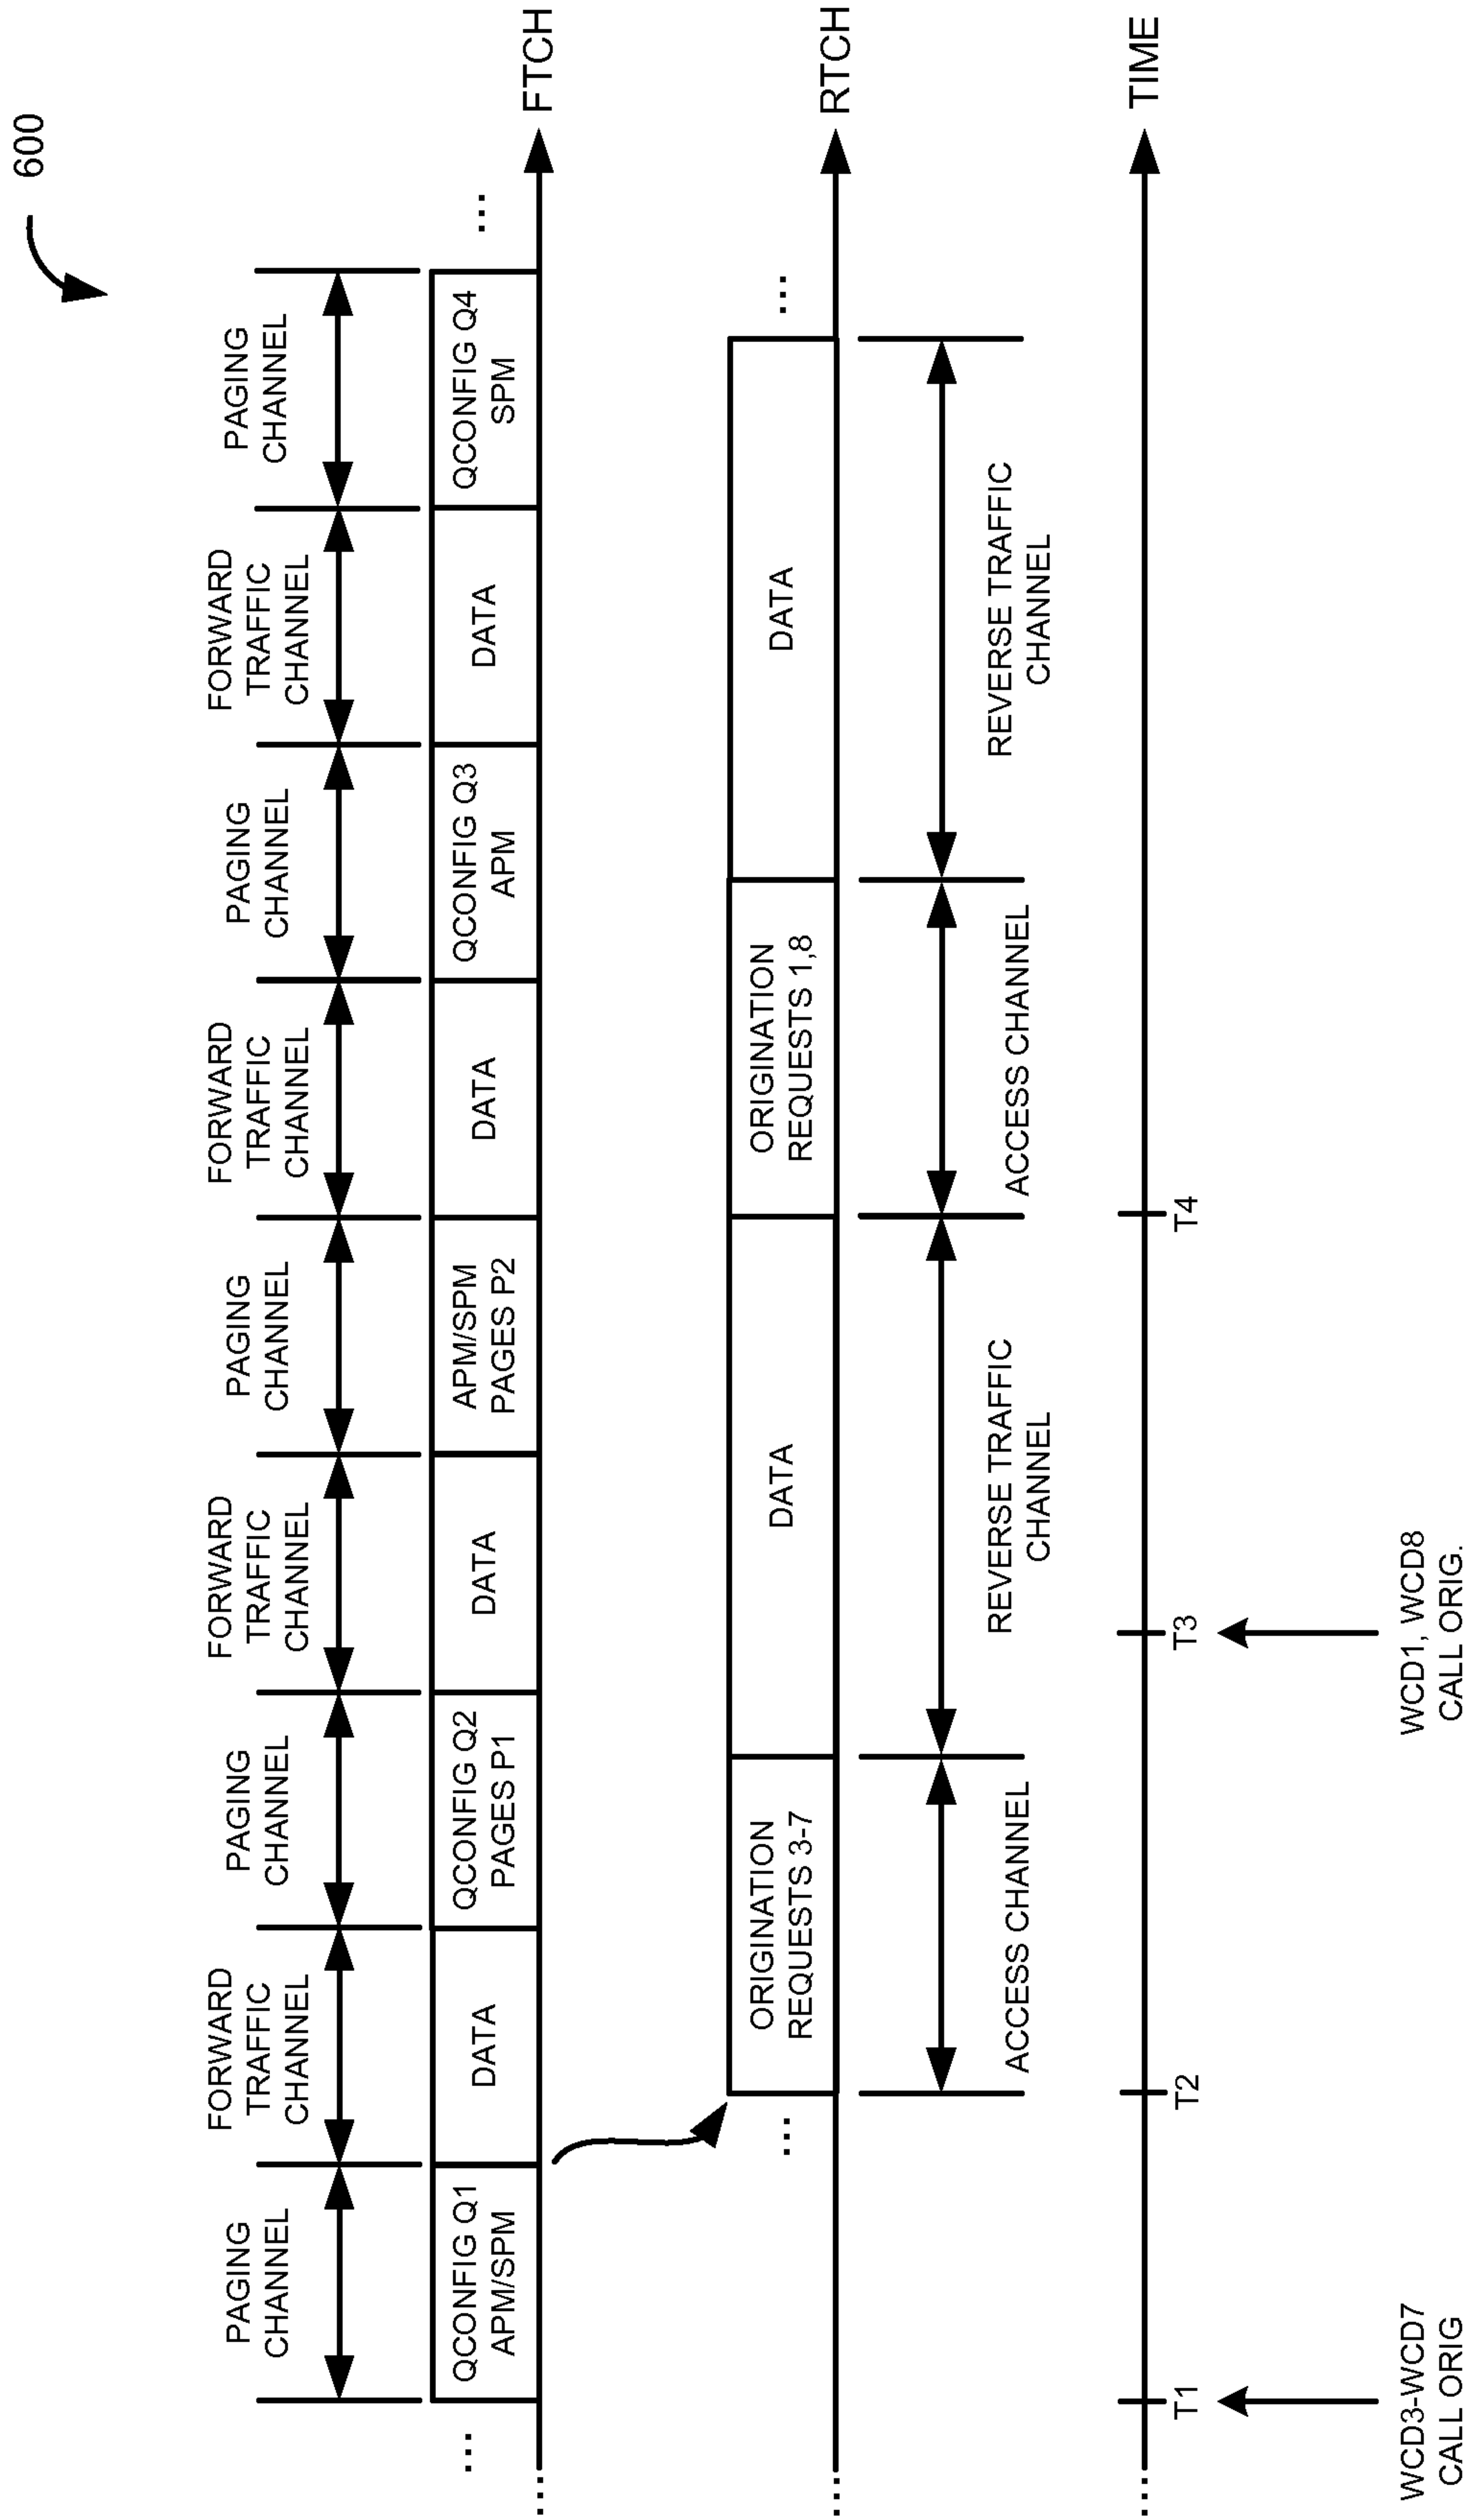 600
PAGING
CHANNEL
FORWARD
TRAFFIC
CHANNEL
PAGING
CHANNEL
FORWARD
TRAFFIC
CHANNEL
PAGING
CHANNEL
FORWARD
TRAFFIC
CHANNEL
PAGING
CHANNEL
FORWARD
TRAFFIC
CHANNEL
PAGING
CHANNEL
...
QCONFIG Q1
APM/SPM
DATA
QCONFIG Q2
PAGES P1
DATA
APM/SPM
PAGES P2
DATA
QCONFIG Q3
APM
DATA
QCONFIG Q4
SPM
...
FTCH
...
ORIGINATION
REQUESTS 3-7
DATA
ORIGINATION
REQUESTS 1,8
DATA
...
RTCH
ACCESS CHANNEL
REVERSE TRAFFIC
CHANNEL
ACCESS CHANNEL
REVERSE TRAFFIC
CHANNEL
TIME
T1
T2
T3
T4
WCD3-WCD7
CALL ORIG
WCD1, WCD8
CALL ORIG.